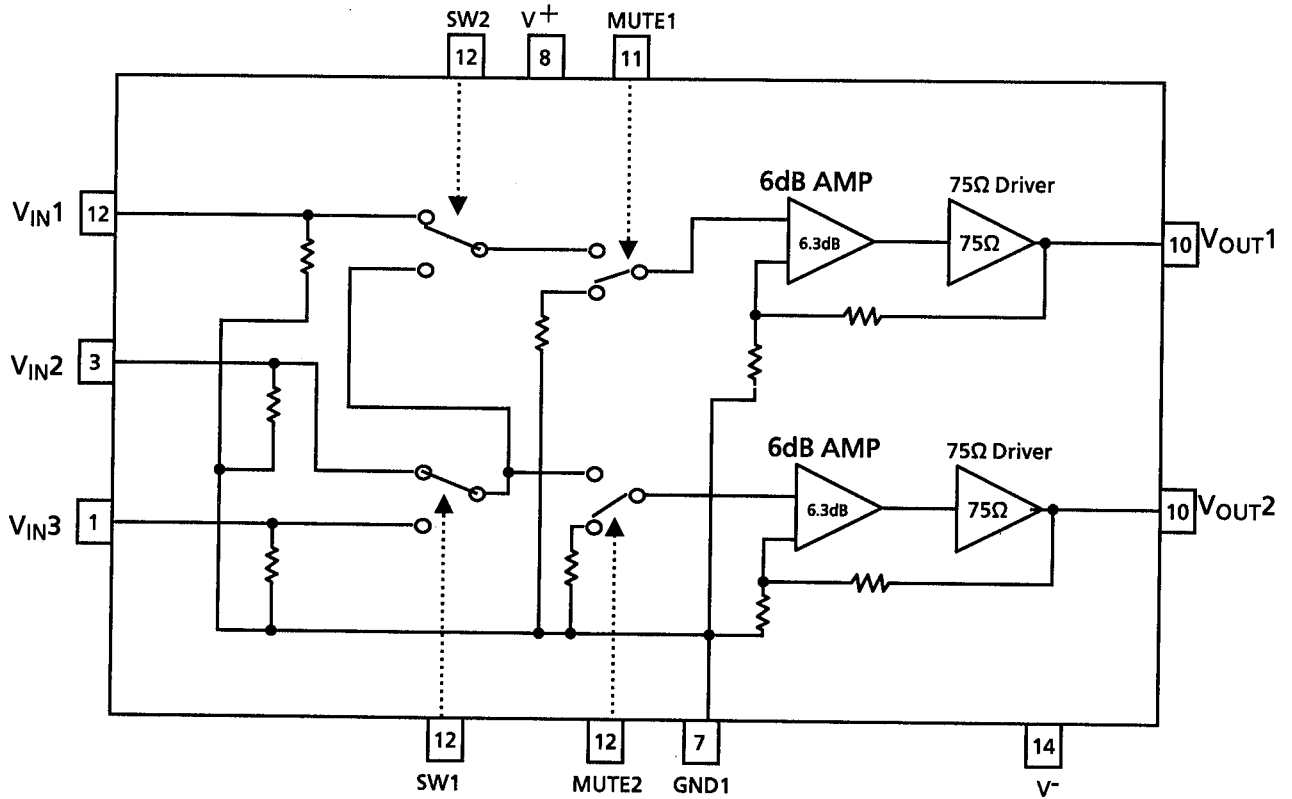 SW2
V+
MUTE1
12
8
11
6dB AMP
75Ω Driver
VIN1
12
6.3dB
75Ω
10
VOUT1
VIN2
3
6dB AMP
75Ω Driver
VIN3
1
6.3dB
75Ω
10
VOUT2
12
12
7
14
SW1
MUTE2
GND1
V-